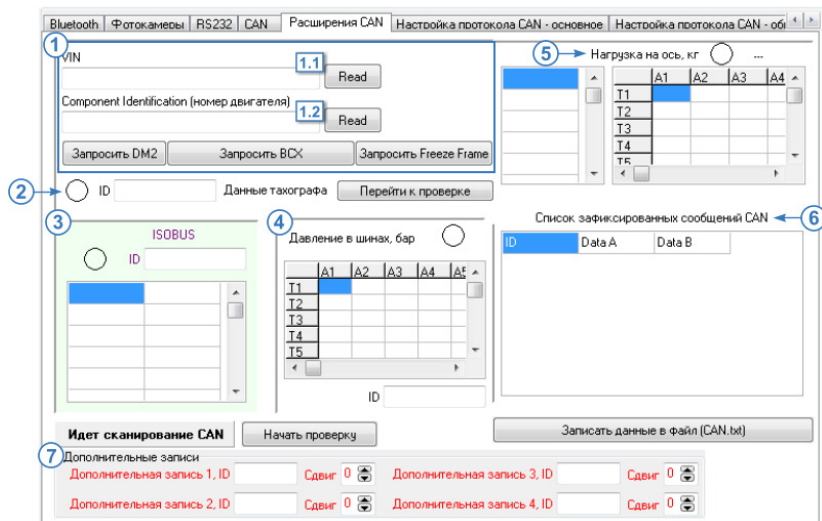 Bluetooth Фотокамеры RS232 CAN Расширения CAN Настройка протокола CAN - основное Настройка протокола CAN - обі
1
VIN
1.1
Read
Component Identification (номер двигателя)
1.2
Read
Запросить DM2 Запросить ВСХ Запросить Freeze Frame
5 Нагрузка на ось, кг ...
A1 A2 A3 A4
T1
T2
T3
T4
T5
2 ID Данные тахографа Перейти к проверке
3
ISOBUS
ID
4
Давление в шинах, бар
A1 A2 A3 A4 A5
T1
T2
T3
T4
T5
ID
Список зафиксированных сообщений CAN 6
ID Data A Data B
Идет сканирование CAN Начать проверку Записать данные в файл (CAN.txt)
7
Дополнительные записи
Дополнительная запись 1, ID Сдвиг 0 Дополнительная запись 3, ID Сдвиг 0
Дополнительная запись 2, ID Сдвиг 0 Дополнительная запись 4, ID Сдвиг 0